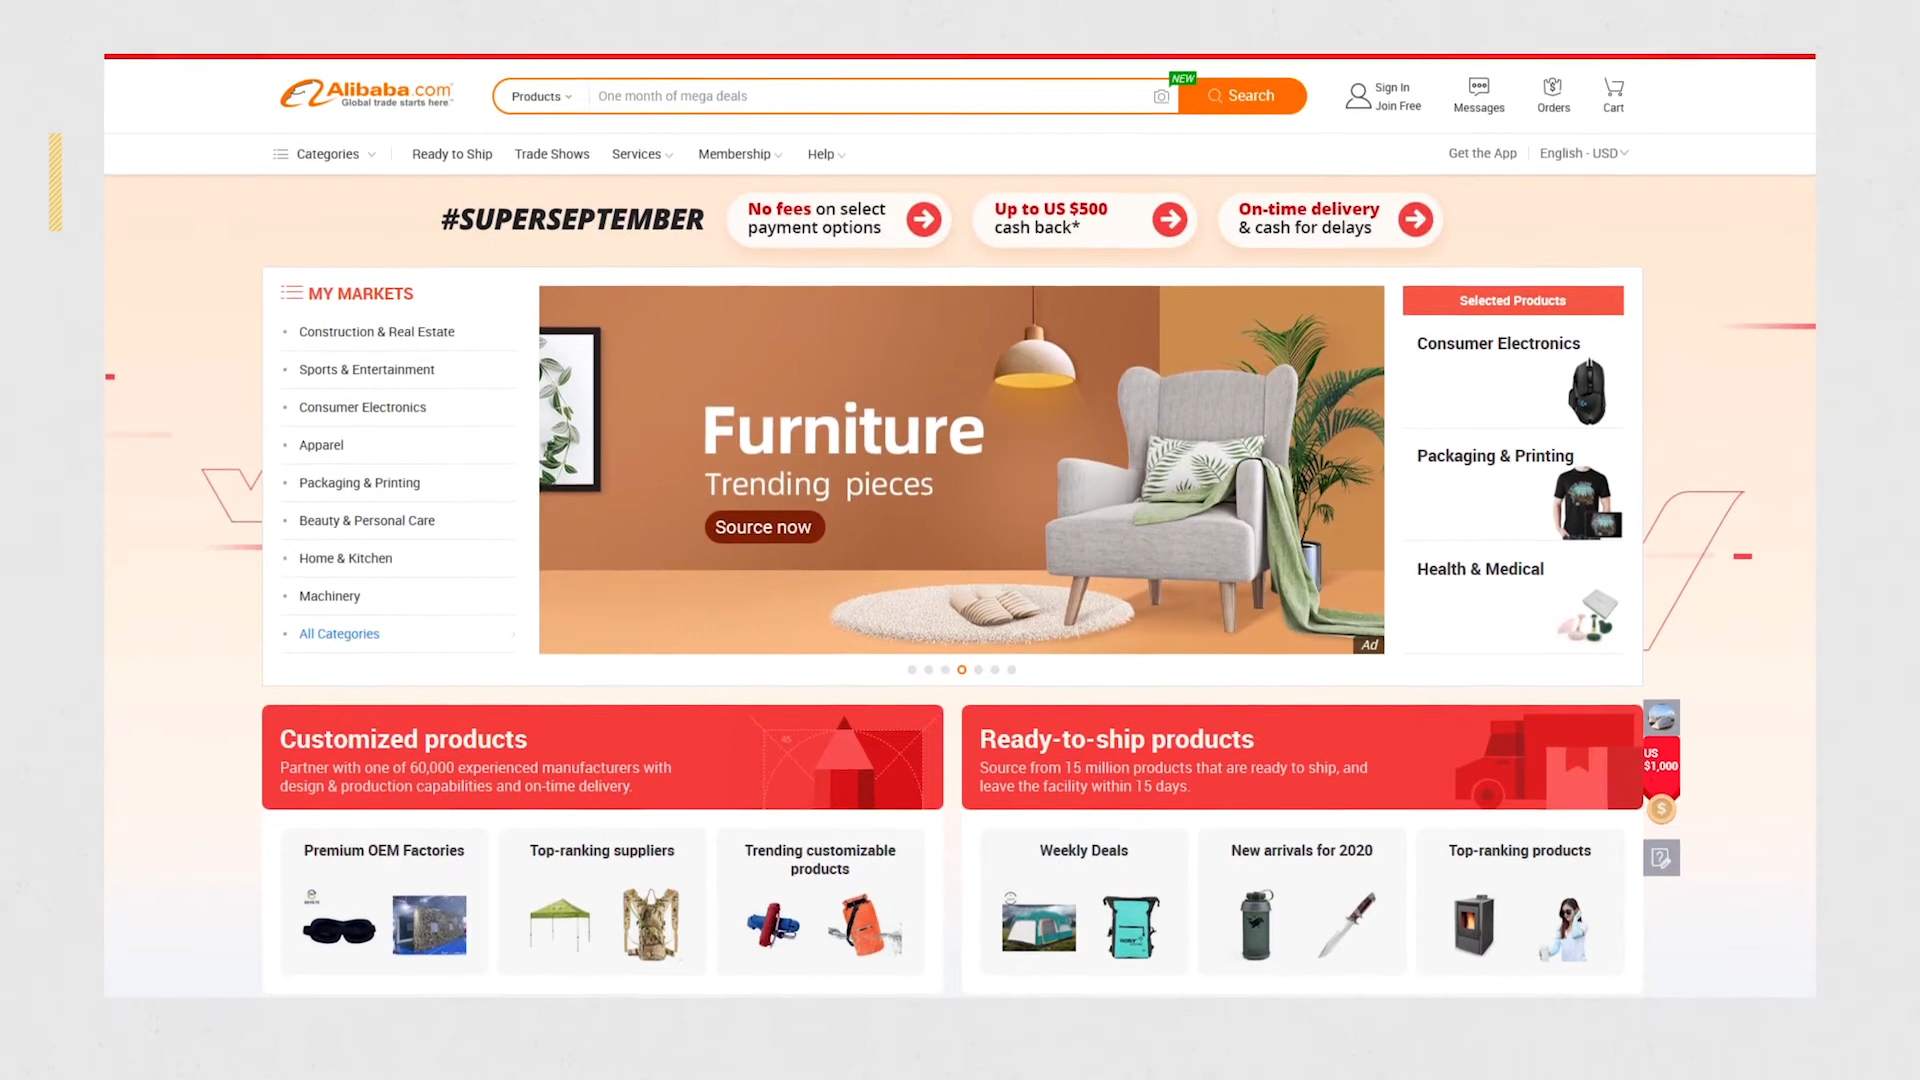 Alibaba.com
Global trade starts here™
Products
One month of mega deals
NEW
Search
Sign In
Join Free
Messages
Orders
Cart
Categories
Ready to Ship
Trade Shows
Services
Membership
Help
Get the App
English - USD
#SUPERSEPTEMBER
No fees on select
payment options
Up to US $500
cash back*
On-time delivery
& cash for delays
MY MARKETS
Construction & Real Estate
Sports & Entertainment
Consumer Electronics
Apparel
Packaging & Printing
Beauty & Personal Care
Home & Kitchen
Machinery
All Categories
Furniture
Trending pieces
Source now
Ad
Selected Products
Consumer Electronics
Packaging & Printing
Health & Medical
Customized products
Partner with one of 60,000 experienced manufacturers with
design & production capabilities and on-time delivery.
45
Ready-to-ship products
Source from 15 million products that are ready to ship, and
leave the facility within 15 days.
US
$1,000
$
Premium OEM Factories
Top-ranking suppliers
Trending customizable
products
Weekly Deals
New arrivals for 2020
Top-ranking products